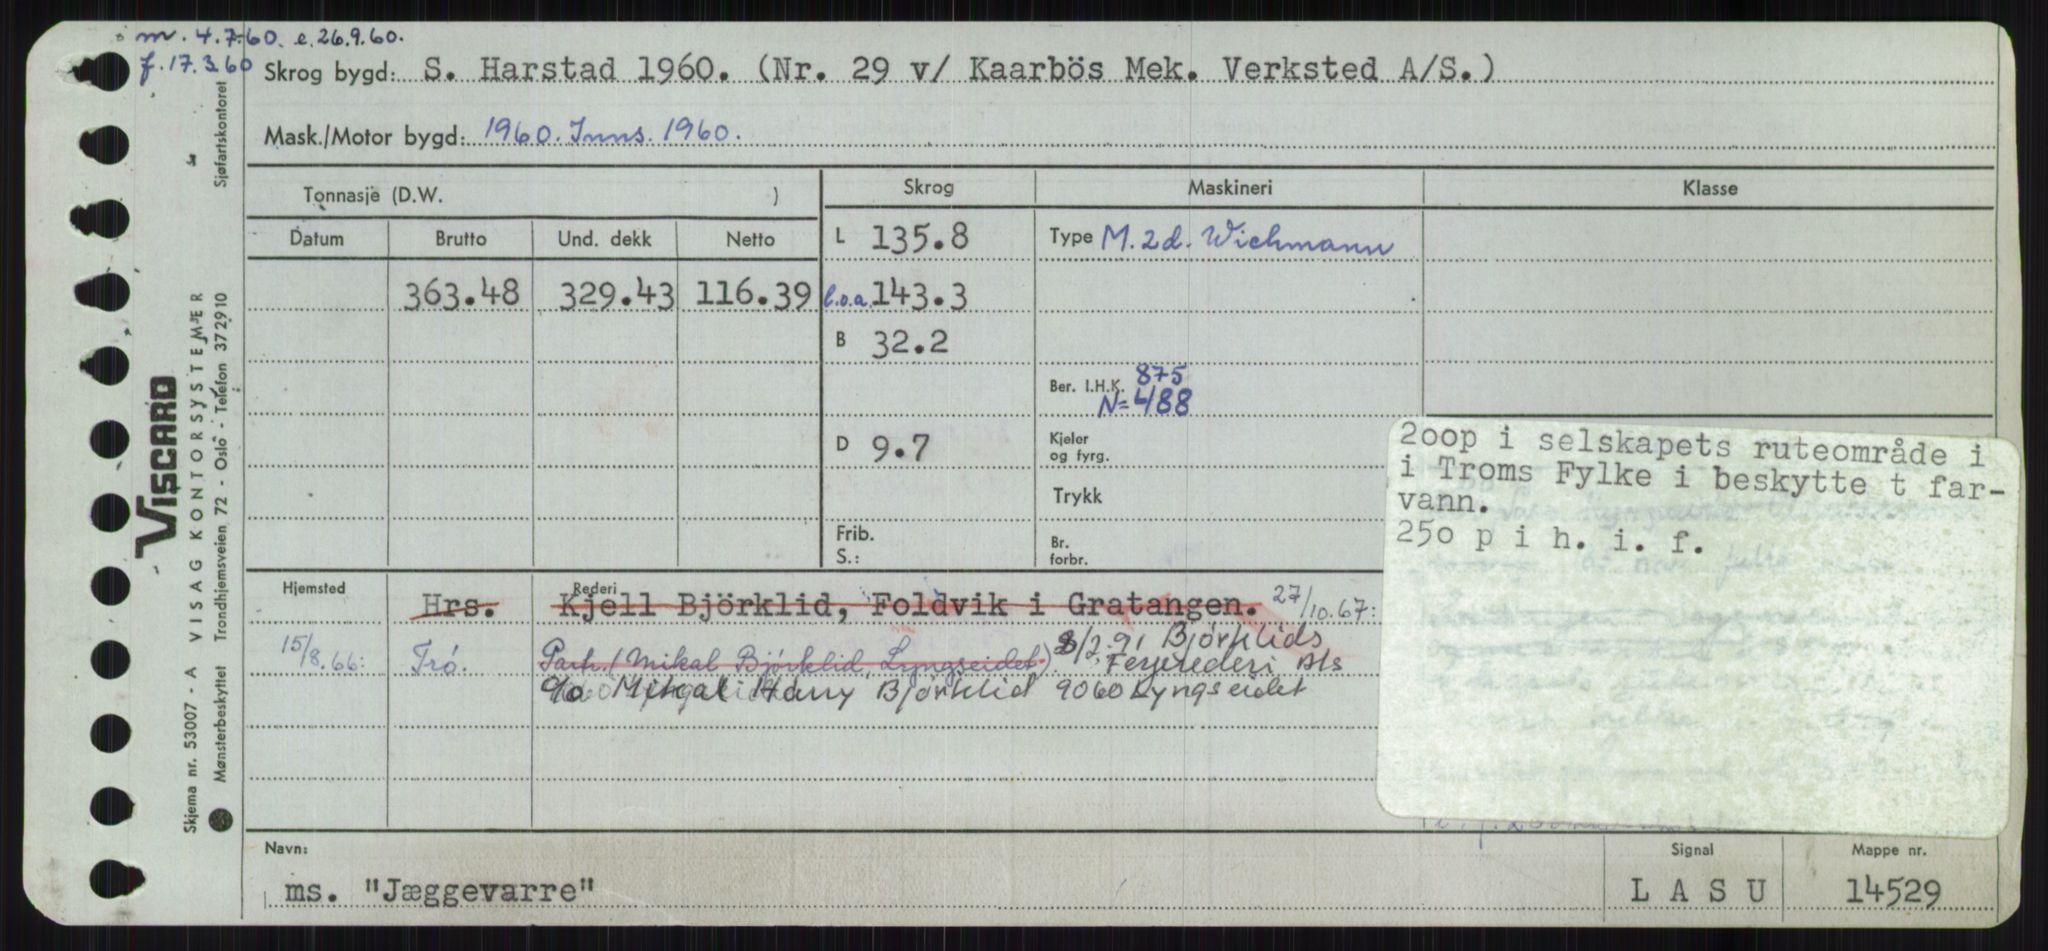 m. 4.7.60. e.26.9.60.
f.17.3.60
Skrog bygd: S. Harstad 1960. (Nr. 29 v/ Kaarbös Mek. Verksted A/S.)
Mask./Motor bygd: 1960. Inns. 1960.
Tonnasje (D.W. )
Skrog Maskineri Klasse
Datum Brutto Und. dekk Netto
L 135.8
Type M. 2d. Wichmann
363.48 329.43 116.39
l.o.a. 143.3
B 32.2
Ber. I.H.K. 875
N=488
D 9.7
Kjeler
og fyrg.
Trykk
Frib.
S.:
Br.
forbr.
2oop i selskapets ruteområde i
i Troms Fylke i beskytte t far-
vann.
25o p i h. i. f.
Hjemsted Rederi
Hrs. Kjell Björklid, Foldvik i Gratangen. 27/10.67:
15/8.66: Trö. Partr. (Mikal Björklid, Lyngseidet) 8/2.91 Bjørklids
Ferjerederi A/s
c/o Harry Bjørklid 9060 Lyngseidet
Navn: Signal Mappe nr.
ms. "Jæggevarre" L A S U 14529
Viscard
Skjema nr. 53007 - A VISAG KONTORSYSTEMER
Mønsterbeskyttet Trondhjemsveien 72 - Oslo - Telefon 372910
Sjøfartskontoret